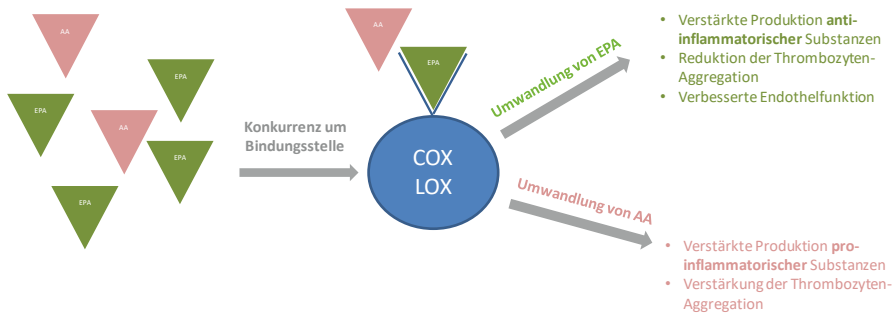 AA
EPA
EPA
AA
EPA
EPA
Konkurrenz um
Bindungsstelle
AA
EPA
COX
LOX
Umwandlung von EPA
• Verstärkte Produktion anti-
inflammatorischer Substanzen
• Reduktion der Thrombozyten-
Aggregation
• Verbesserte Endothelfunktion
Umwandlung von AA
• Verstärkte Produktion pro-
inflammatorischer Substanzen
• Verstärkung der Thrombozyten-
Aggregation